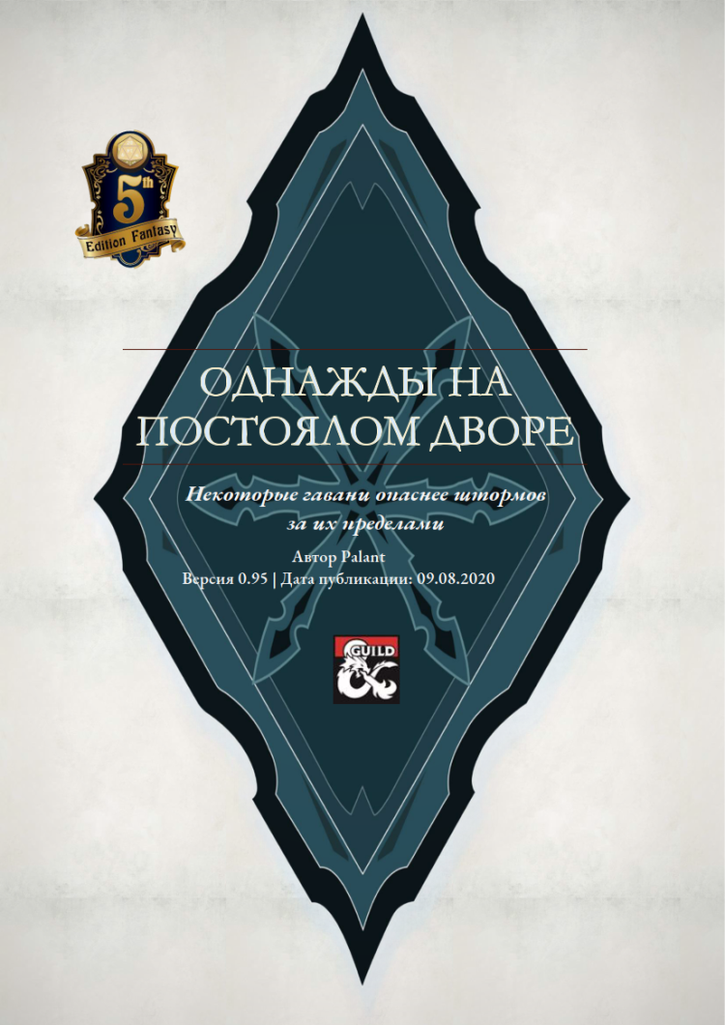 5th
Edition Fantasy
ОДНАЖДЫ НА
ПОСТОЯЛОМ ДВОРЕ
Некоторые гавани опаснее штормов
за их пределами
Автор Palant
Версия 0.95 | Дата публикации: 09.08.2020
GUILD